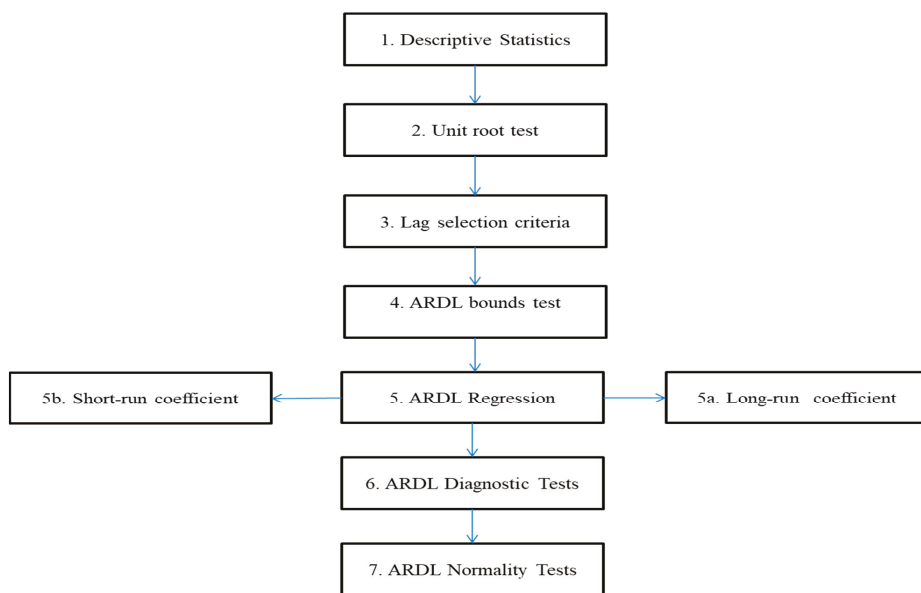 1. Descriptive Statistics
2. Unit root test
3. Lag selection criteria
4. ARDL bounds test
5b. Short-run coefficient
5. ARDL Regression
5a. Long-run coefficient
6. ARDL Diagnostic Tests
7. ARDL Normality Tests